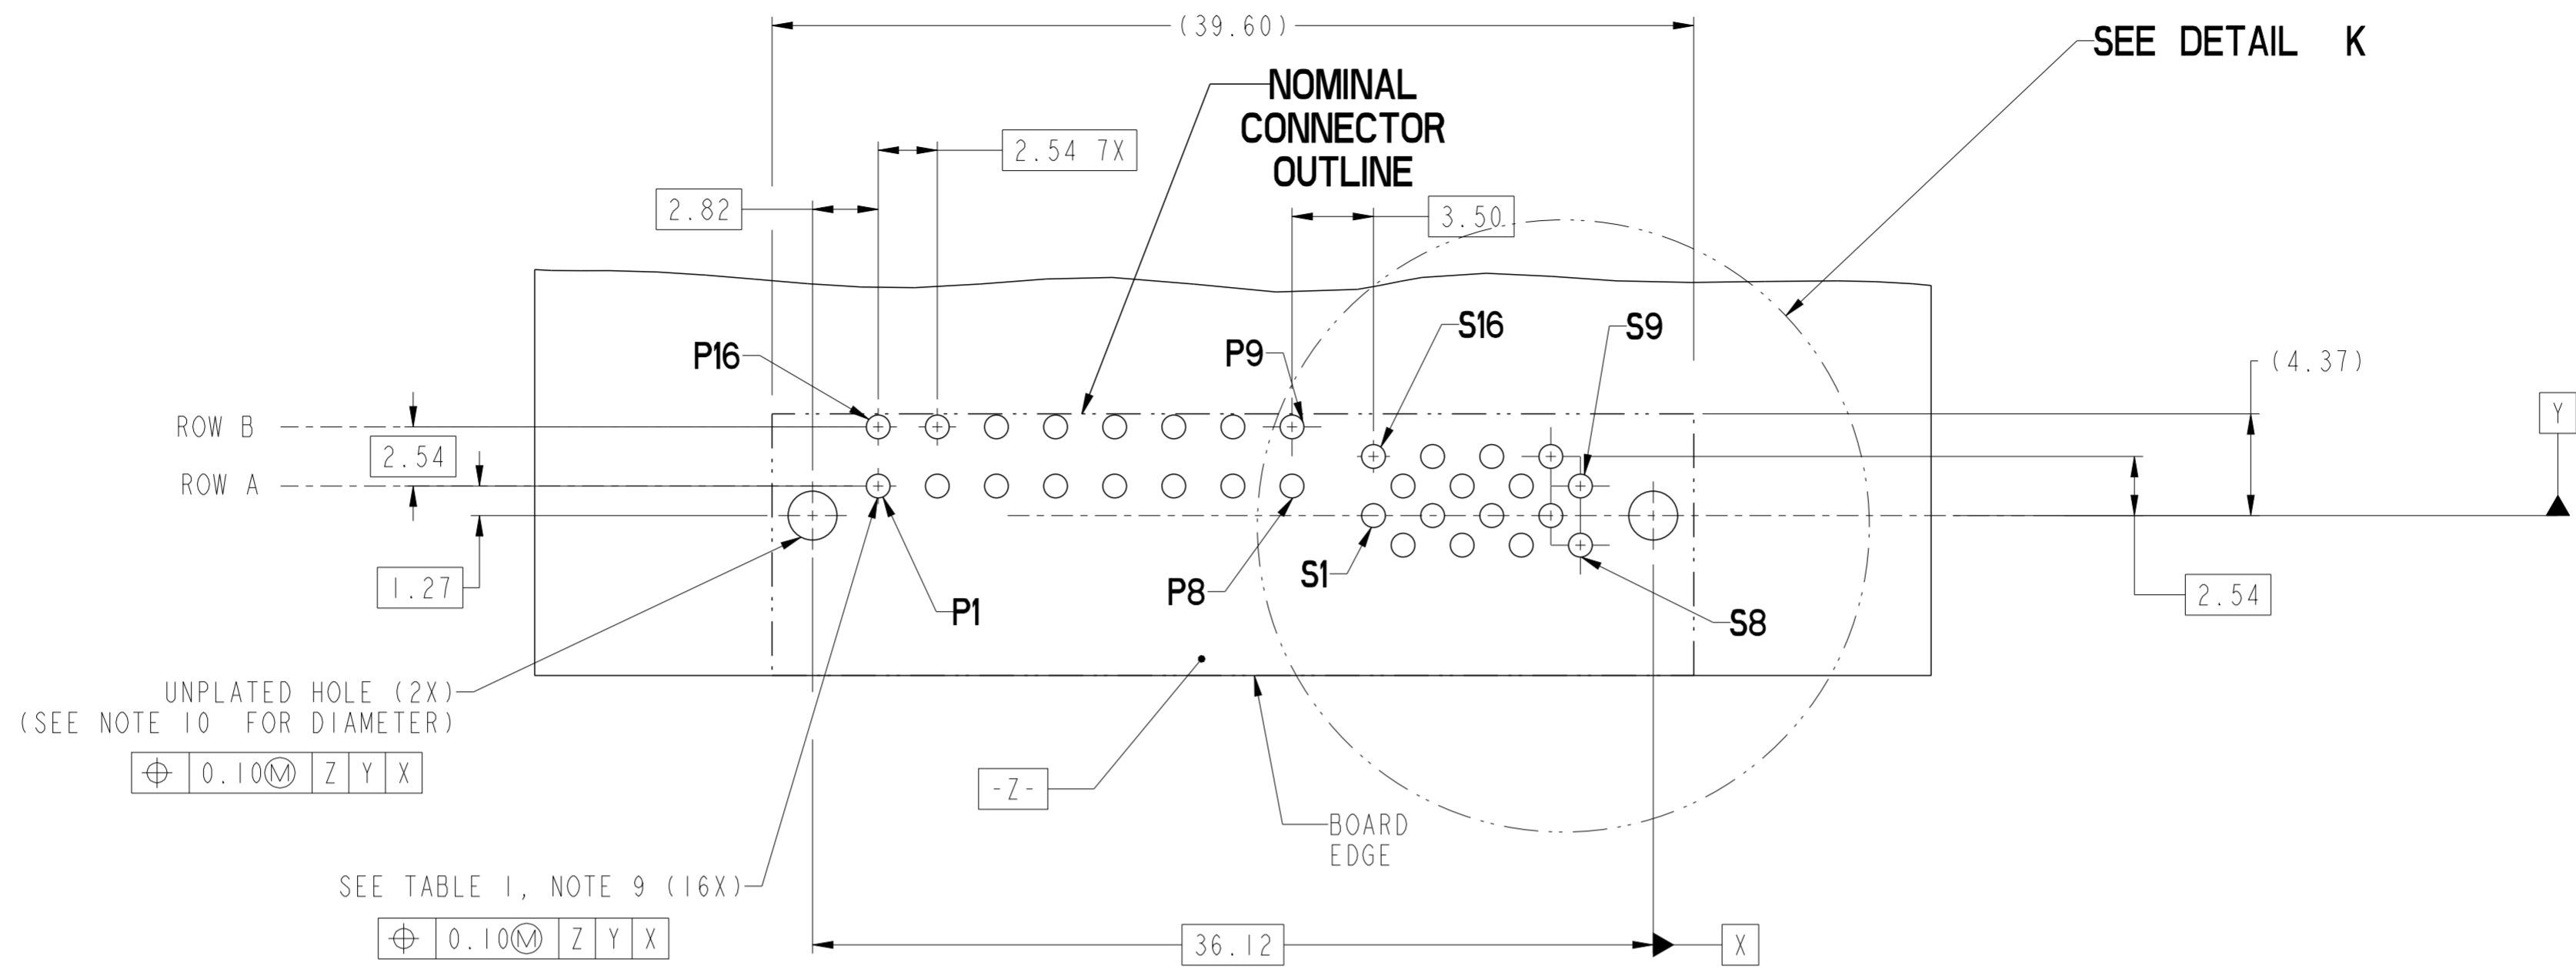 (39.60)
SEE DETAIL K
NOMINAL
CONNECTOR
OUTLINE
2.54 7X
2.82
3.50
P16
P9
S16
S9
(4.37)
Y
ROW B
2.54
ROW A
1.27
P1
P8
S1
S8
2.54
UNPLATED HOLE (2X)
(SEE NOTE 10 FOR DIAMETER)
⌖ 0.10Ⓜ Z Y X
-Z-
BOARD
EDGE
SEE TABLE 1, NOTE 9 (16X)
⌖ 0.10Ⓜ Z Y X
36.12
X